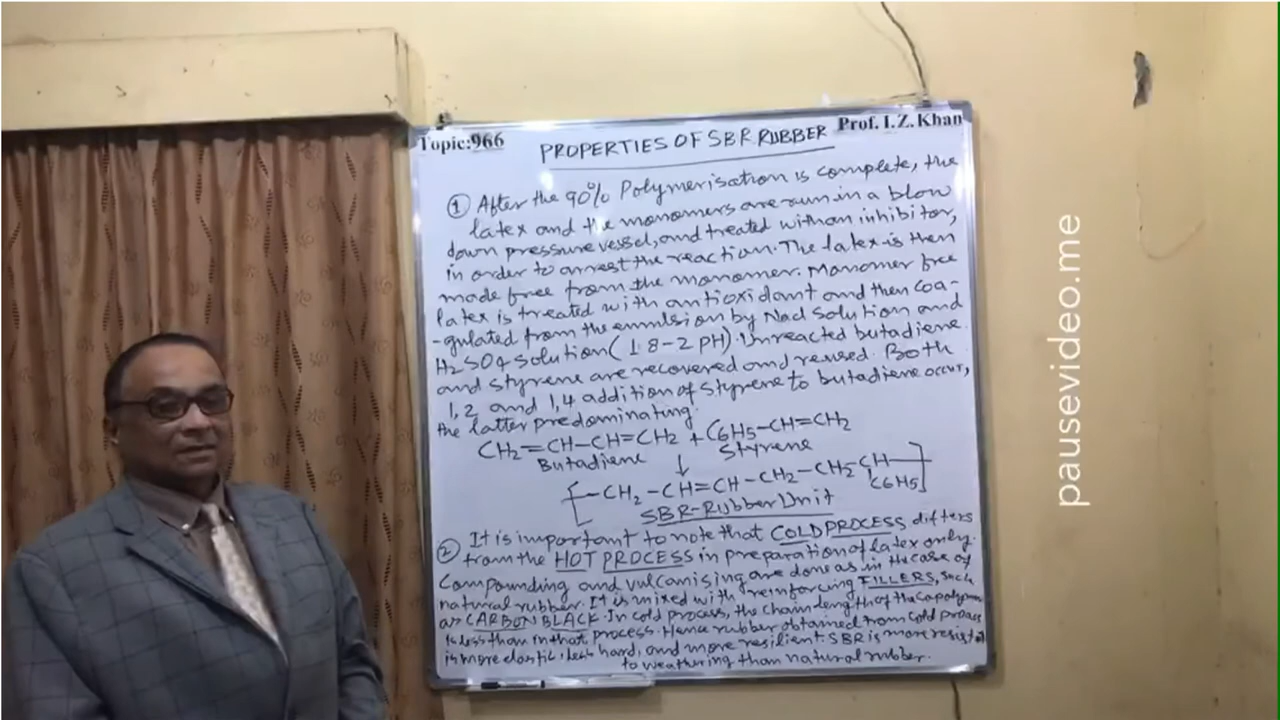 Topic:966
Prof. I.Z. Khan
PROPERTIES OF SBR RUBBER
① After the 90% Polymerisation is complete, the
latex and the monomers are run in a blow
down pressure vessel, and treated with an inhibitor,
in order to arrest the reaction. The latex is then
made free from the monomer. Monomer free
latex is treated with antioxidant and then coa-
-gulated from the emulsion by Nacl solution and
H2SO4 solution (1.8-2 PH). Unreacted butadiene
and styrene are recovered and reused. Both
1,2 and 1,4 addition of styrene to butadiene occur,
the latter predominating.
CH2=CH-CH=CH2 + C6H5-CH=CH2
Butadiene Styrene
↓
[-CH2-CH=CH-CH2-CH2-CH-]
C6H5
SBR-Rubber Unit
② It is important to note that COLD PROCESS differs
from the HOT PROCESS in preparation of latex only.
Compounding and vulcanising are done as in the case of
natural rubber. It is mixed with reinforcing FILLERS, such
as CARBON BLACK. In cold process, the chain length of the copolymer
is less than in hot process. Hence rubber obtained from cold process
is more elastic, less hard, and more resilient. SBR is more resistant
to weathering than natural rubber.
pausevideo.me